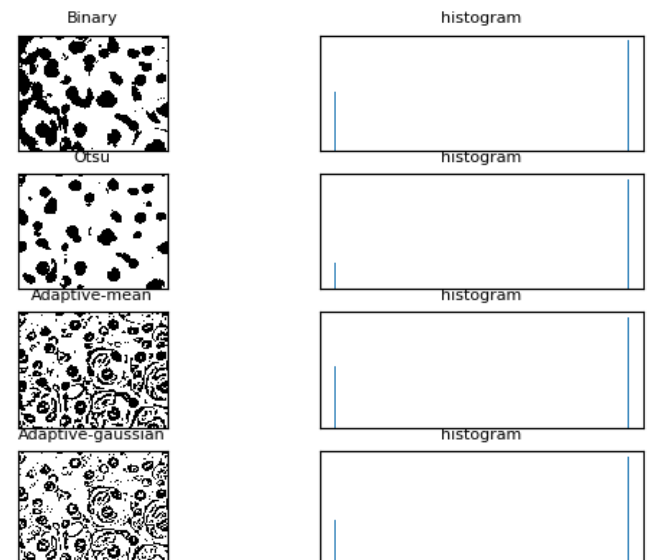 Binary
histogram
Otsu
histogram
Adaptive-mean
histogram
Adaptive-gaussian
histogram